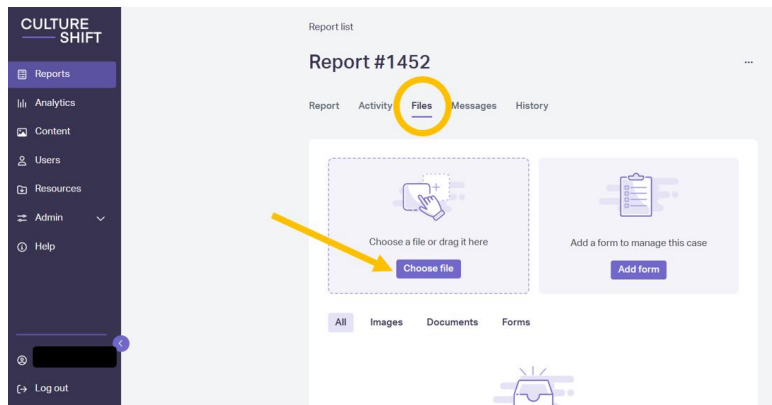 CULTURE
SHIFT
Reports
Analytics
Content
Users
Resources
Admin
Help
Log out
Report list
Report #1452
...
Report Activity Files Messages History
Choose a file or drag it here
Choose file
Add a form to manage this case
Add form
All Images Documents Forms